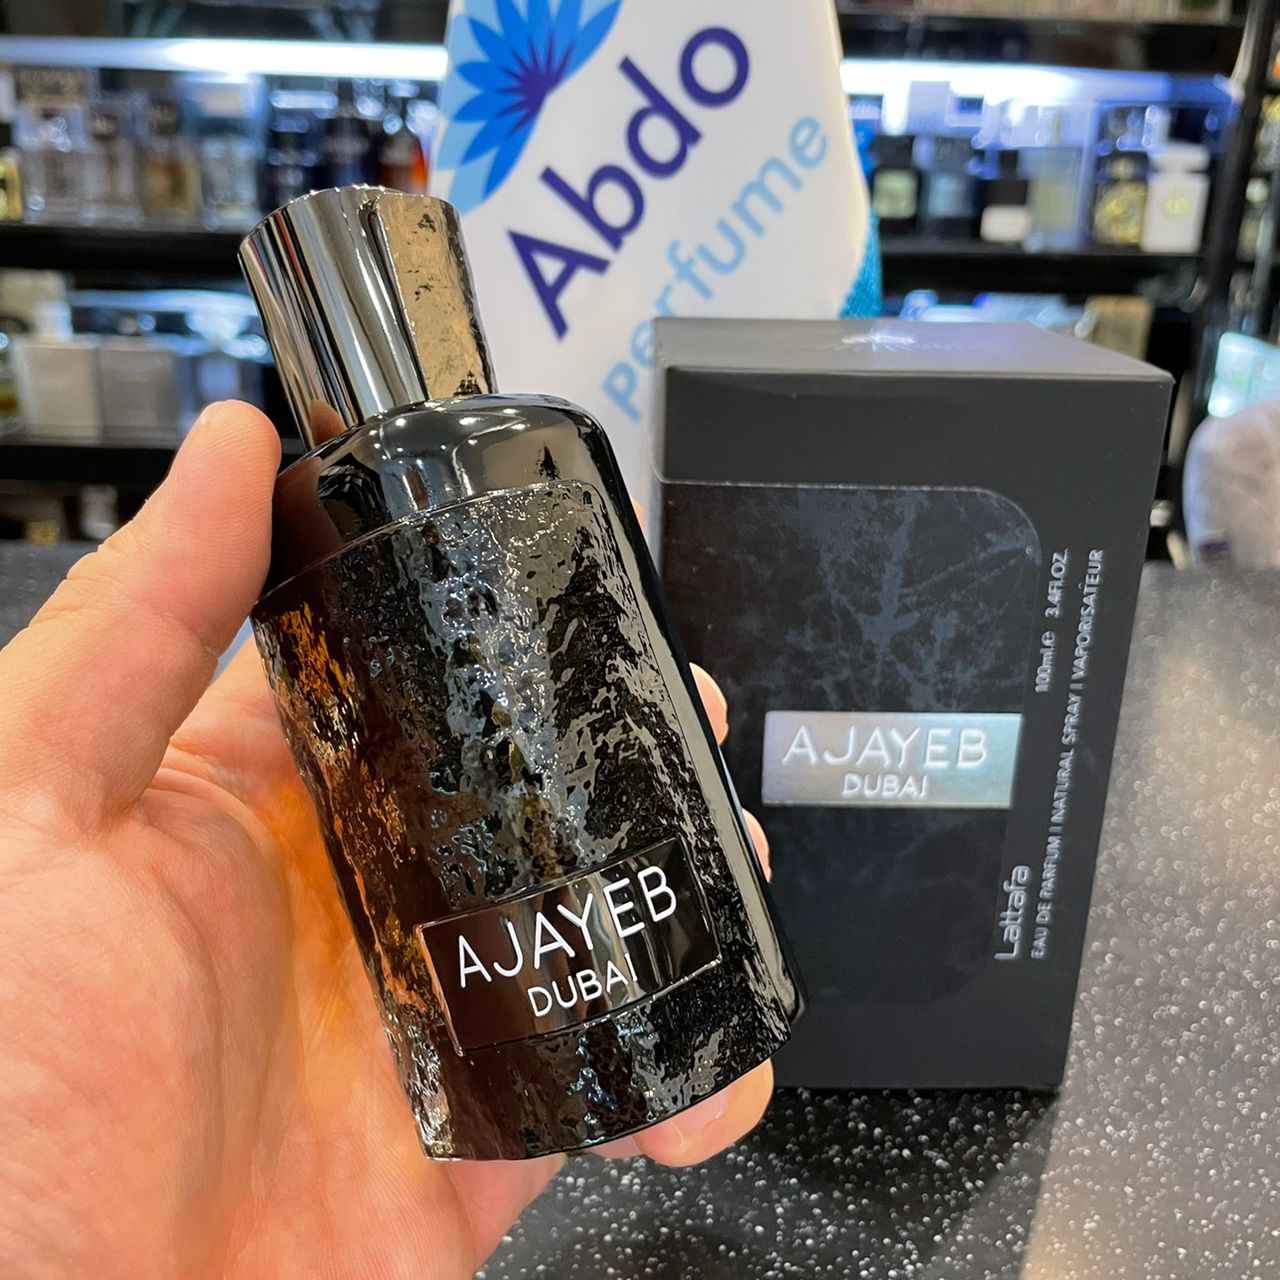 Abdo
perfume
AJAYEB
DUBAI
AJAYEB
DUBAI
100ml.e 3.4Fl.OZ.
Lattafa
EAU DE PARFUM I NATURAL SPRAY I VAPORISATEUR